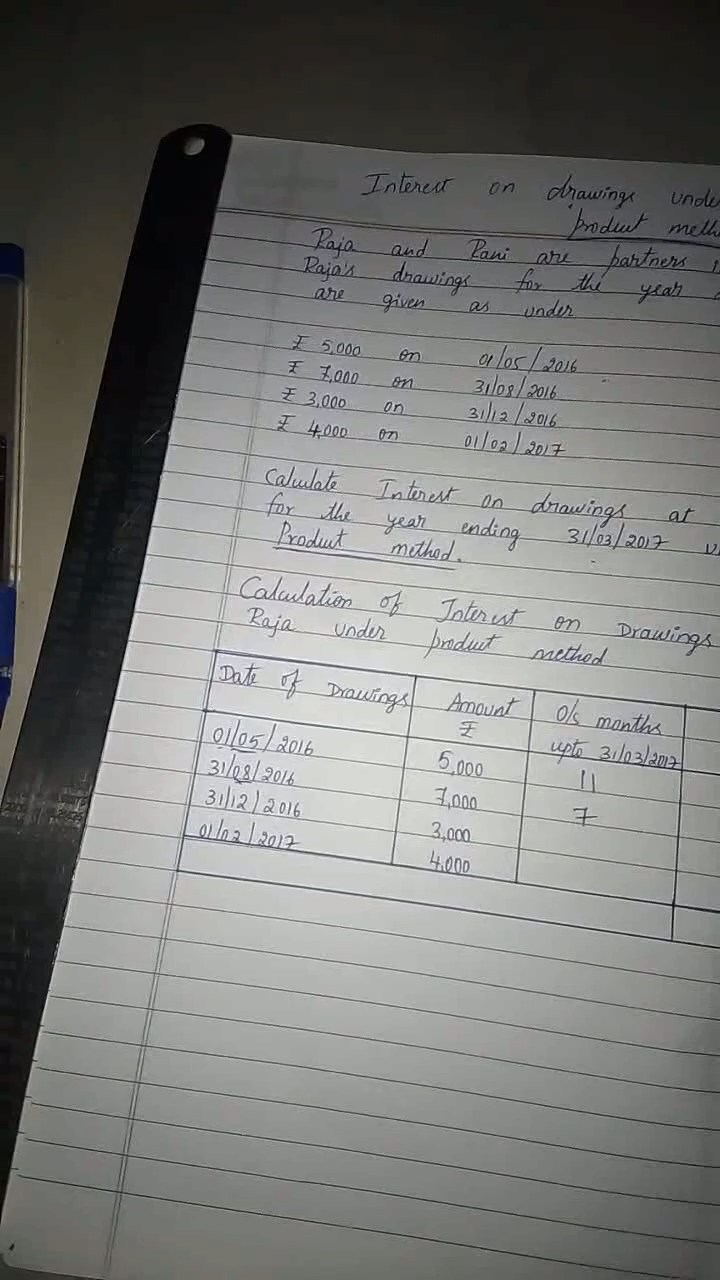 Interest on drawings unde
product meth
Raja and Rani are partners
Raja's drawings for the year
are given as under
₹ 5,000 on 01/05/2016
₹ 7,000 on 31/08/2016
₹ 3,000 on 31/12/2016
₹ 4,000 on 01/02/2017
Calculate Interest on drawings at
for the year ending 31/03/2017
Product method.
Calculation of Interest on Drawings
Raja under product method
Date of Drawings Amount O/s months
₹ upto 31/03/2017
01/05/2016 5,000 11
31/08/2016 7,000 7
31/12/2016 3,000
01/02/2017 4,000